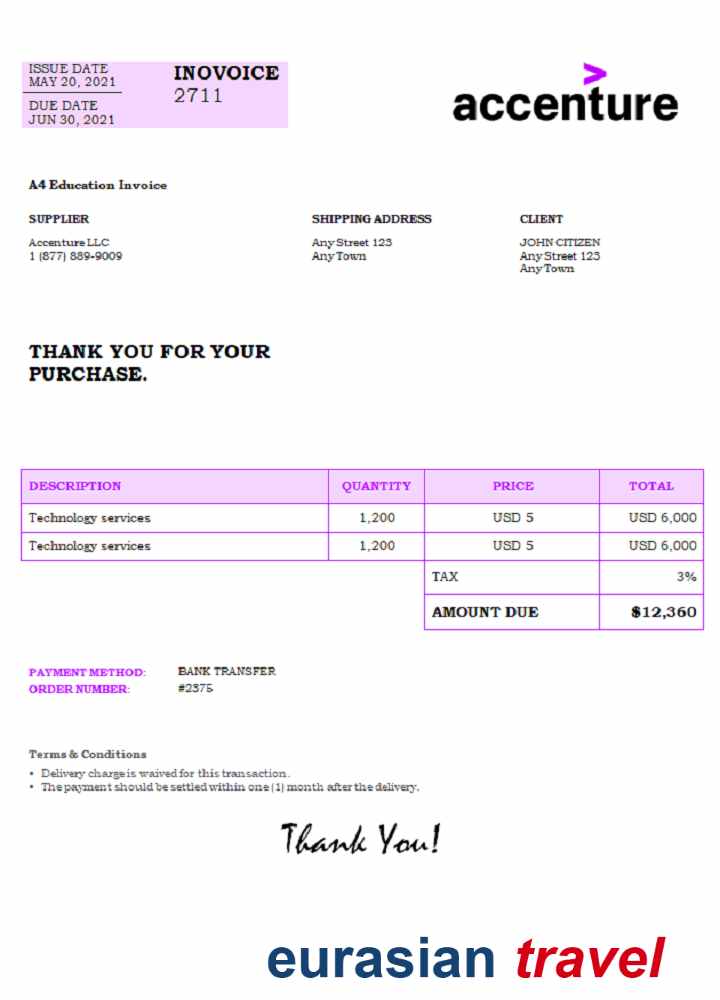 ISSUE DATE
MAY 20, 2021
DUE DATE
JUN 30, 2021
INOVOICE
2711
>
accenture
A4 Education Invoice
SUPPLIER
Accenture LLC
1 (877) 889-9009
SHIPPING ADDRESS
Any Street 123
Any Town
CLIENT
JOHN CITIZEN
Any Street 123
Any Town
THANK YOU FOR YOUR
PURCHASE.
DESCRIPTION QUANTITY PRICE TOTAL
Technology services 1,200 USD 5 USD 6,000
Technology services 1,200 USD 5 USD 6,000
TAX 3%
AMOUNT DUE $12,360
PAYMENT METHOD: BANK TRANSFER
ORDER NUMBER: #2375
Terms & Conditions
• Delivery charge is waived for this transaction.
• The payment should be settled within one (1) month after the delivery.
Thank You!
eurasian travel